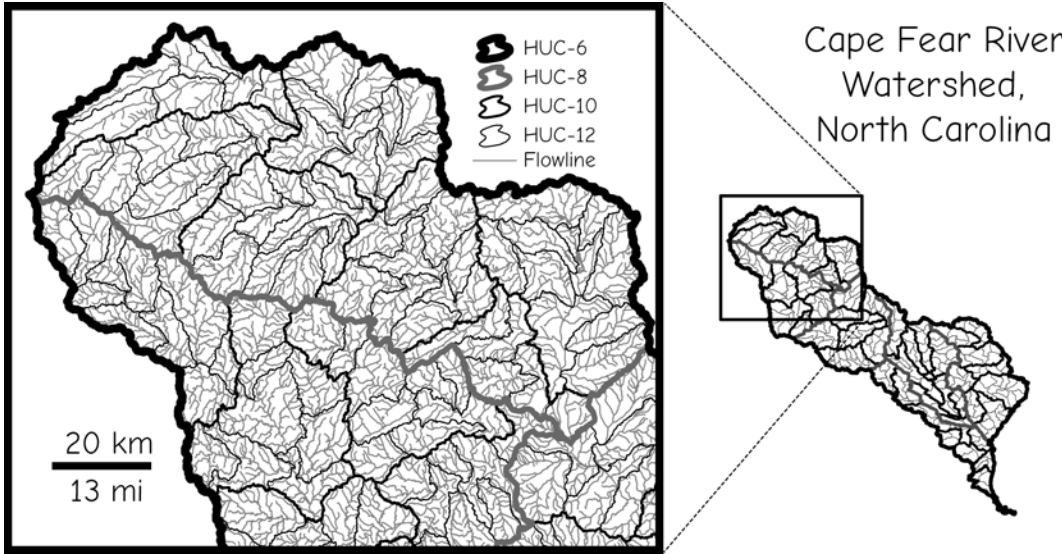 HUC-6
HUC-8
HUC-10
HUC-12
Flowline
20 km
13 mi
Cape Fear River
Watershed,
North Carolina